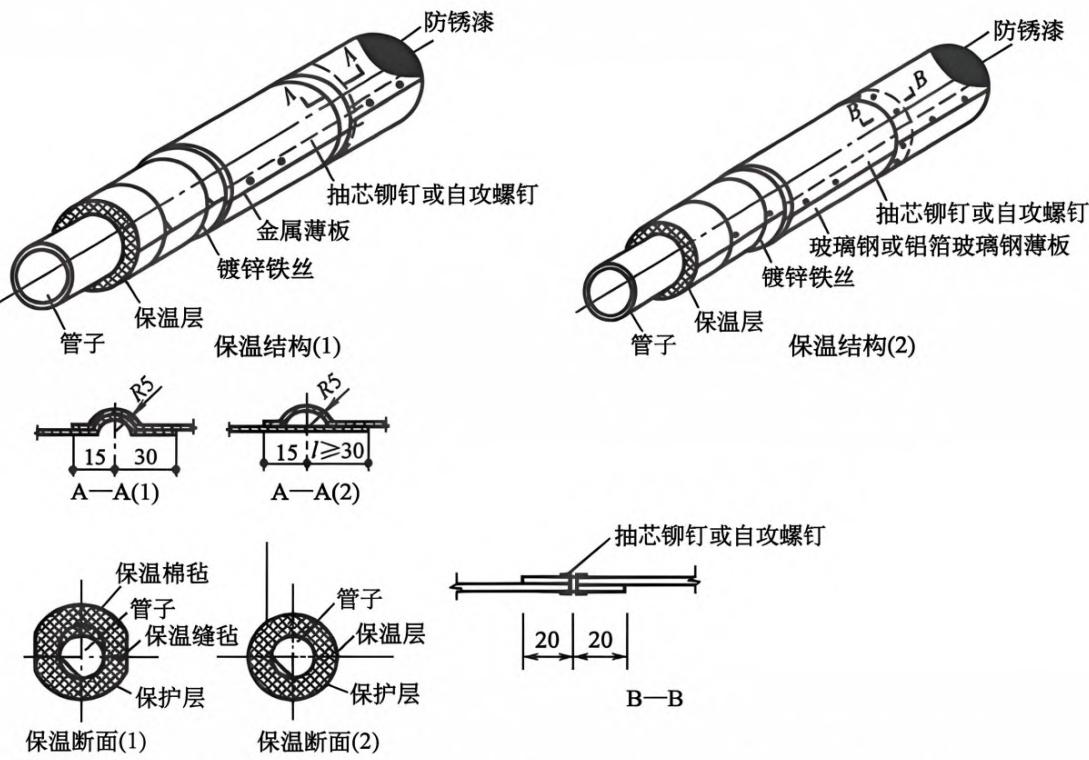 防锈漆
A
A
抽芯铆钉或自攻螺钉
金属薄板
镀锌铁丝
保温层
管子
保温结构(1)
防锈漆
B
B
抽芯铆钉或自攻螺钉
玻璃钢或铝箔玻璃钢薄板
镀锌铁丝
保温层
管子
保温结构(2)
R5
15
30
A—A(1)
R5
15
l≥30
A—A(2)
保温棉毡
管子
保温缝毡
保护层
保温断面(1)
管子
保温层
保护层
保温断面(2)
抽芯铆钉或自攻螺钉
20
20
B—B